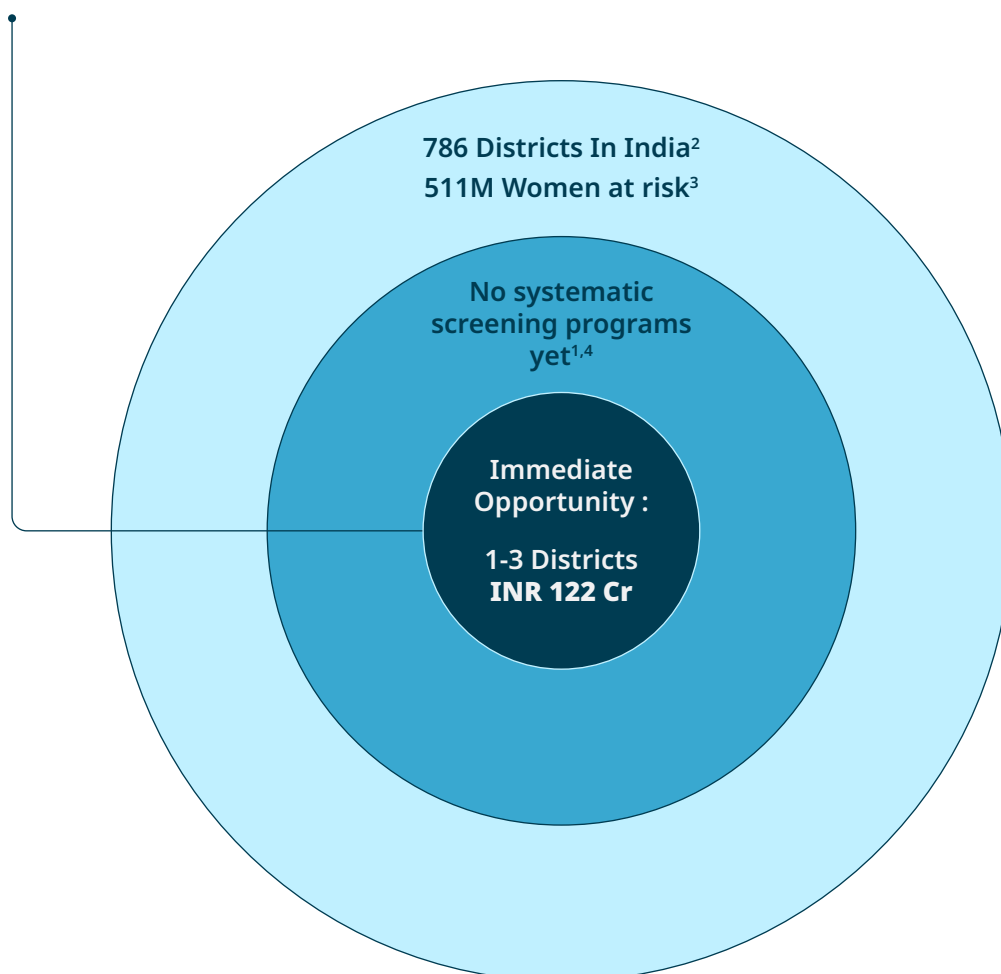 786 Districts In India²
511M Women at risk³
No systematic
screening programs
yet¹,⁴
Immediate
Opportunity :
1-3 Districts
INR 122 Cr